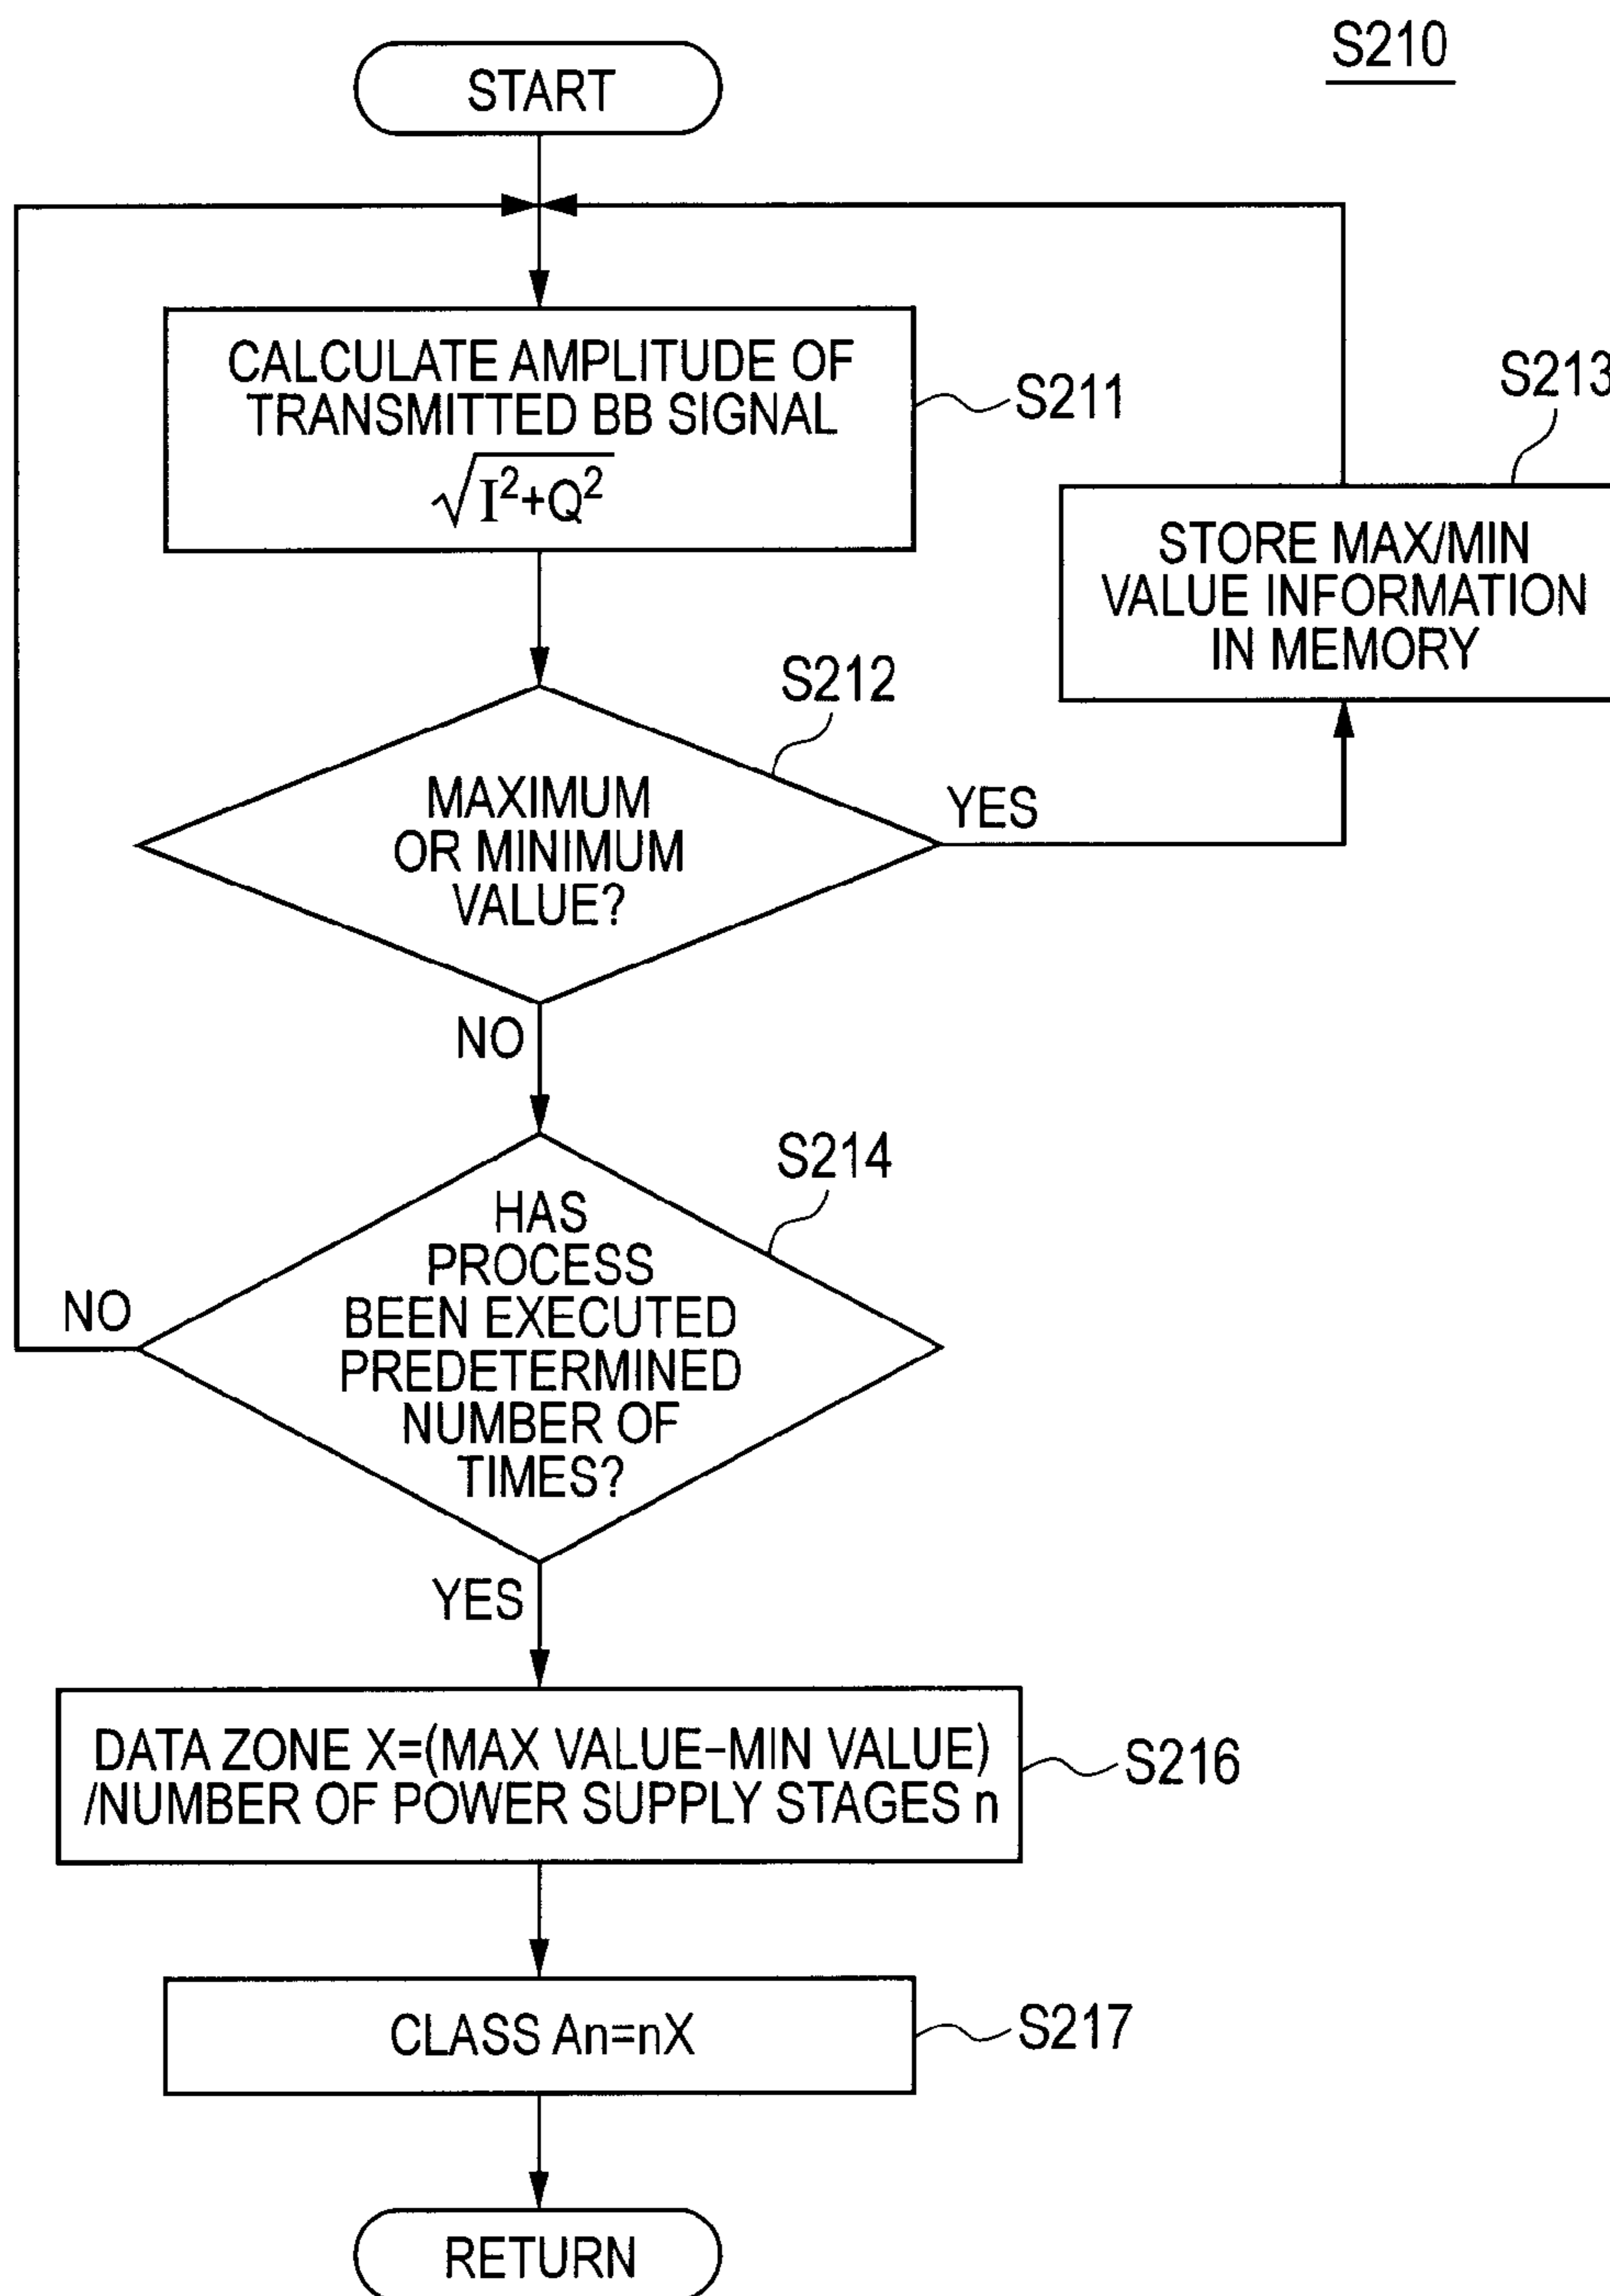 S210
START
CALCULATE AMPLITUDE OF
TRANSMITTED BB SIGNAL
√I²+Q²
S211
S213
STORE MAX/MIN
VALUE INFORMATION
IN MEMORY
S212
MAXIMUM
OR MINIMUM
VALUE?
YES
NO
S214
HAS
PROCESS
BEEN EXECUTED
PREDETERMINED
NUMBER OF
TIMES?
NO
YES
DATA ZONE X=(MAX VALUE–MIN VALUE)
/NUMBER OF POWER SUPPLY STAGES n
S216
CLASS An=nX
S217
RETURN